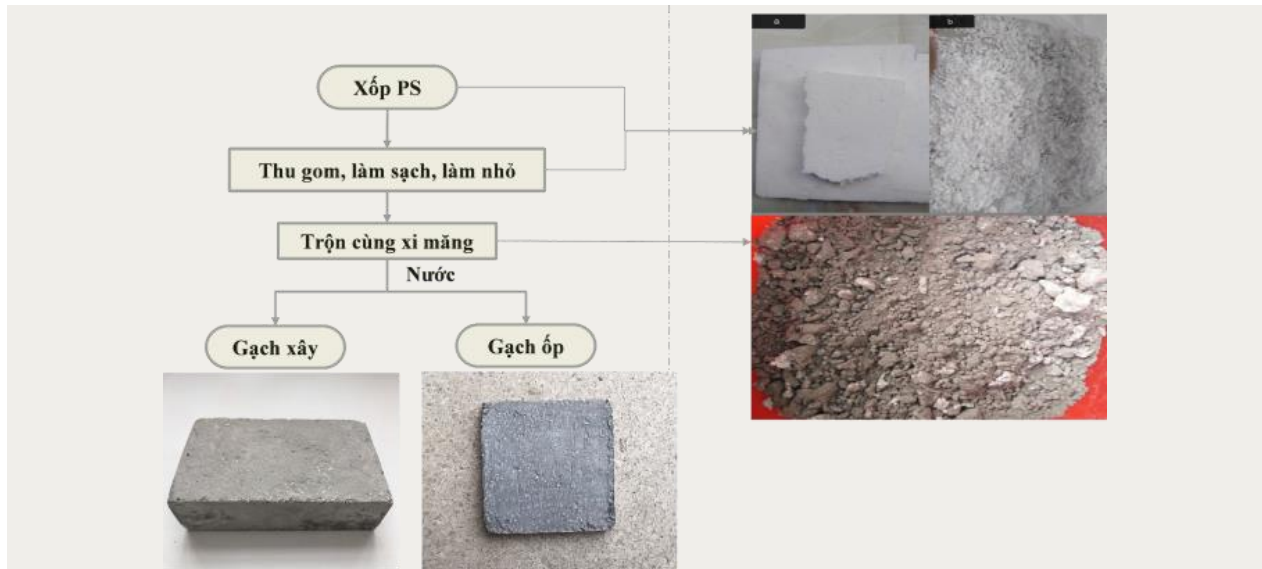 Xốp PS
Thu gom, làm sạch, làm nhỏ
Trộn cùng xi măng
Nước
Gạch xây
Gạch ốp
a
b